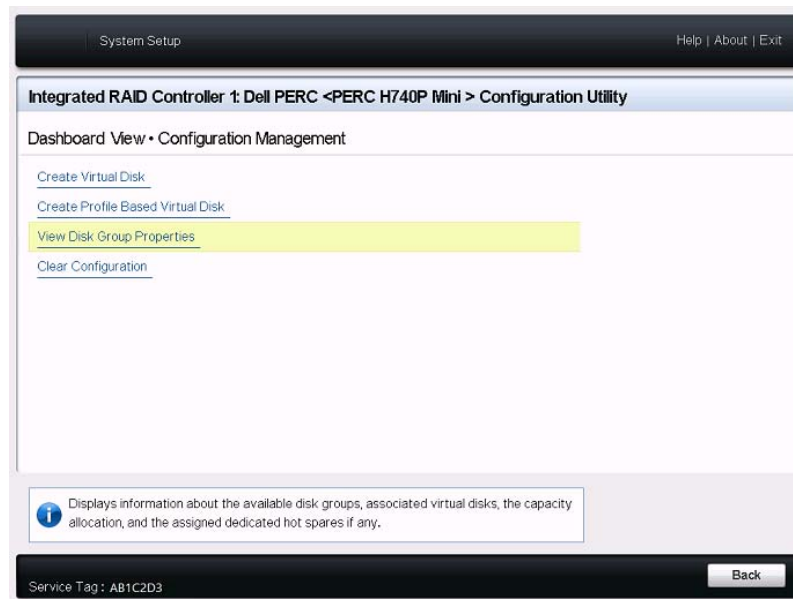 System Setup
Help | About | Exit
Integrated RAID Controller 1: Dell PERC <PERC H740P Mini > Configuration Utility
Dashboard View • Configuration Management
Create Virtual Disk
Create Profile Based Virtual Disk
View Disk Group Properties
Clear Configuration
Displays information about the available disk groups, associated virtual disks, the capacity
allocation, and the assigned dedicated hot spares if any.
Service Tag : AB1C2D3
Back